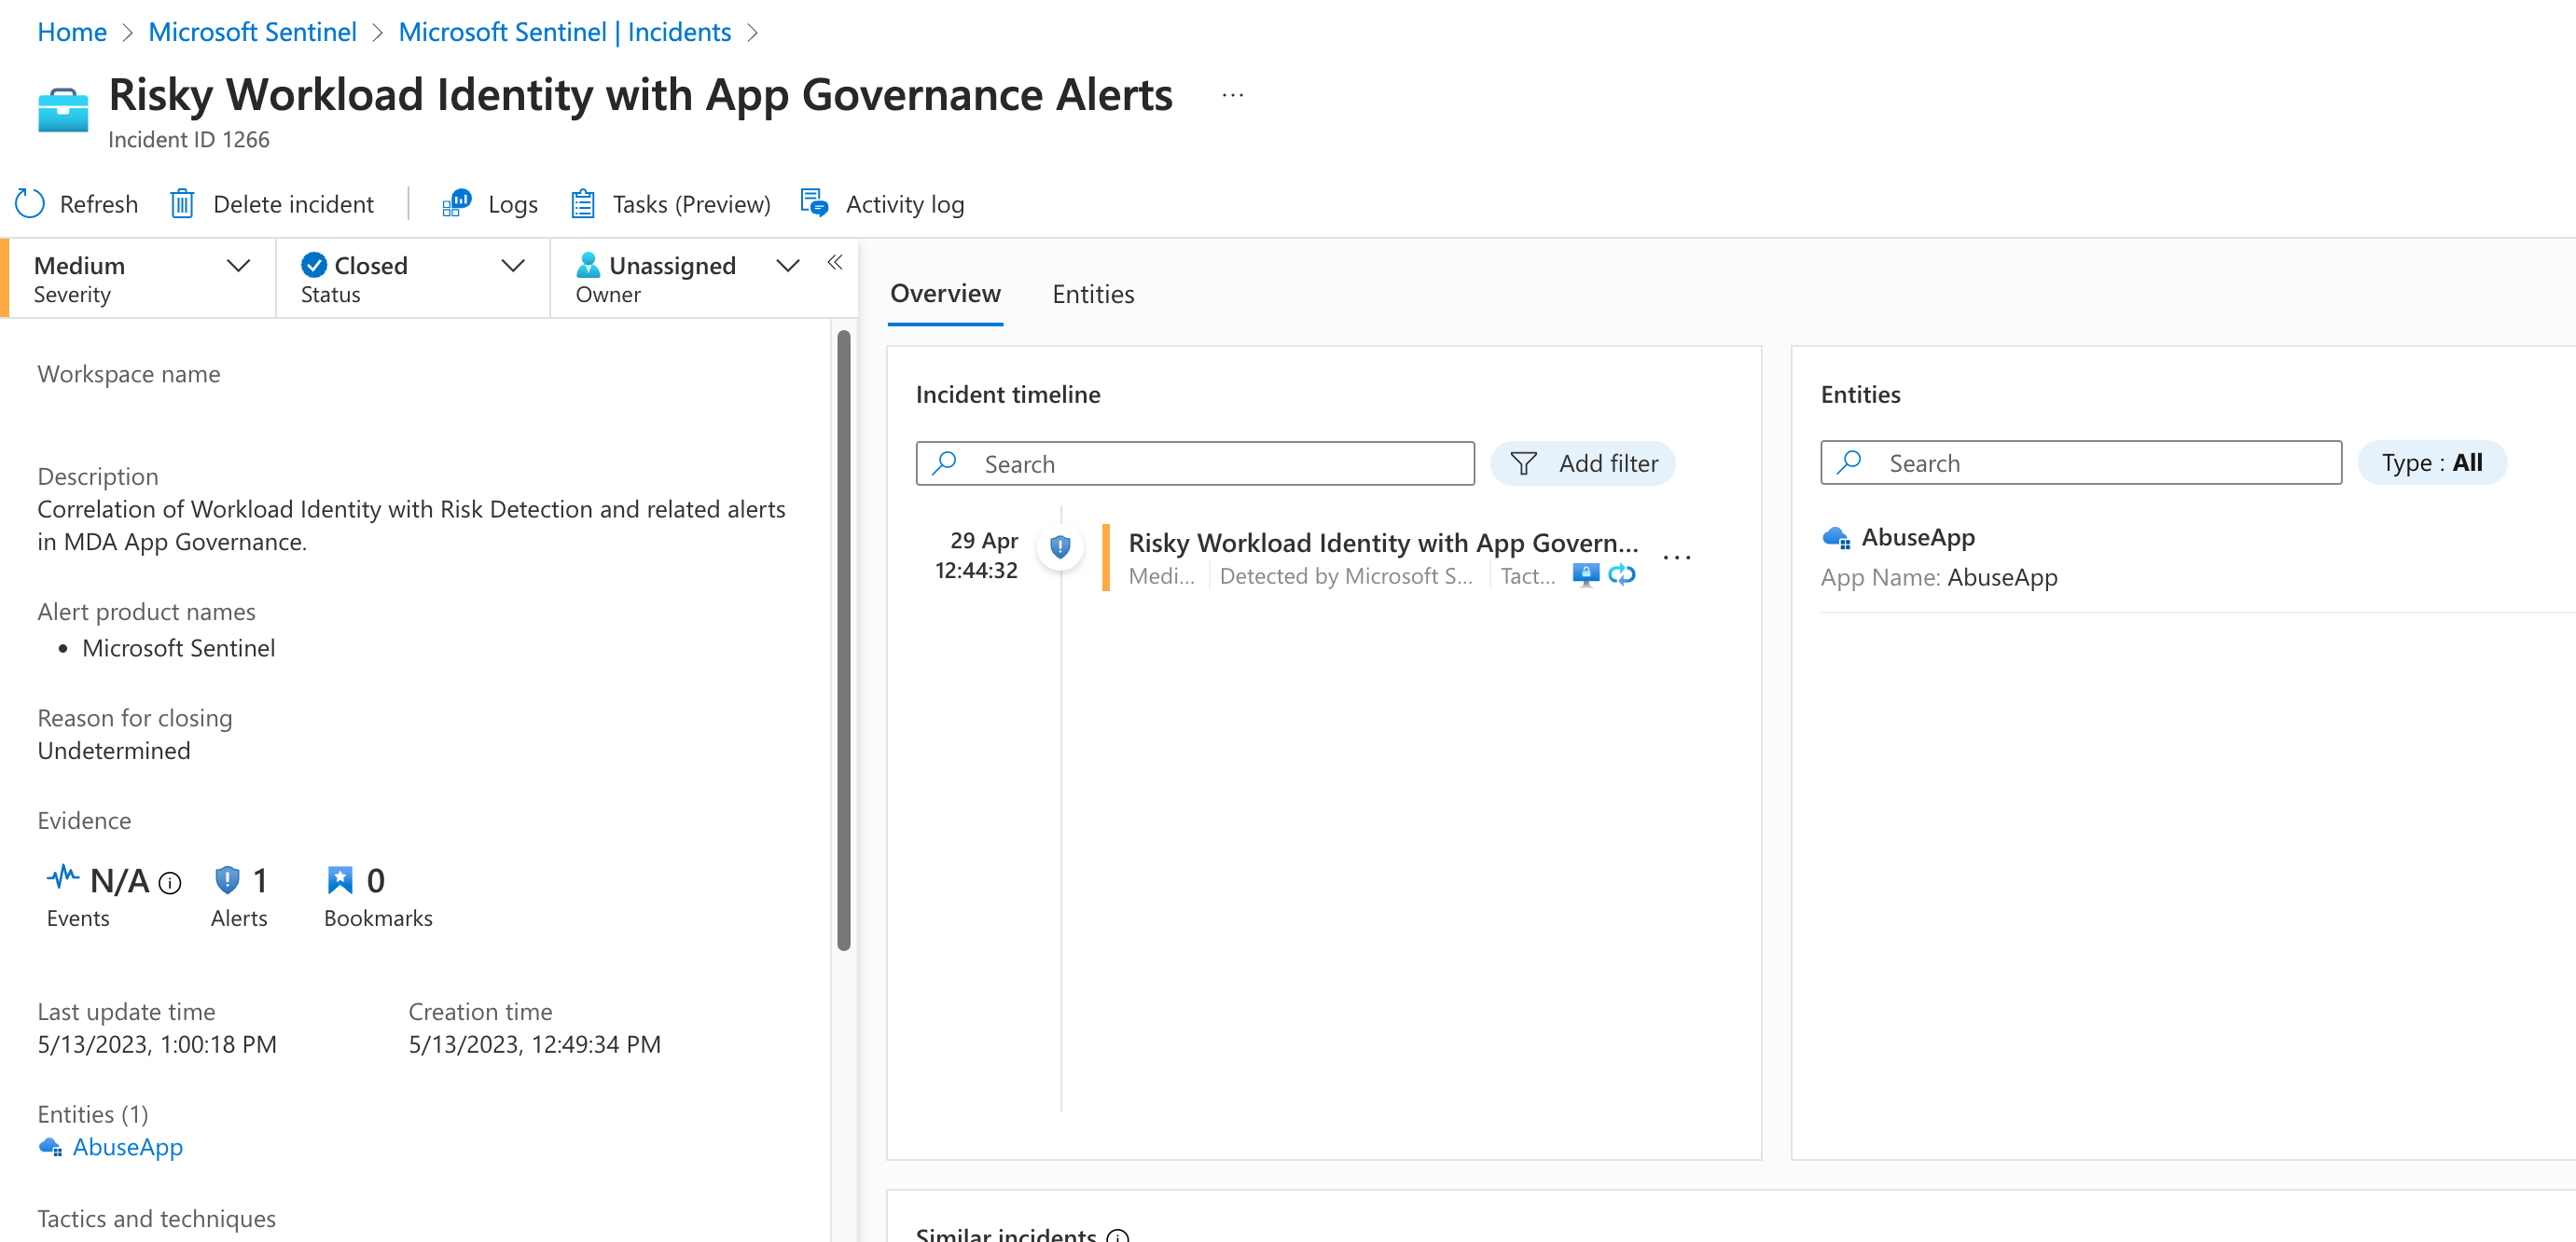 Home > Microsoft Sentinel > Microsoft Sentinel | Incidents >
Risky Workload Identity with App Governance Alerts ...
Incident ID 1266
Refresh Delete incident | Logs Tasks (Preview) Activity log
Medium
Severity
Closed
Status
Unassigned
Owner
«
Workspace name
Description
Correlation of Workload Identity with Risk Detection and related alerts
in MDA App Governance.
Alert product names
• Microsoft Sentinel
Reason for closing
Undetermined
Evidence
N/A
Events
1
Alerts
0
Bookmarks
Last update time
5/13/2023, 1:00:18 PM
Creation time
5/13/2023, 12:49:34 PM
Entities (1)
AbuseApp
Tactics and techniques
Overview Entities
Incident timeline
Search
Add filter
29 Apr
12:44:32
Risky Workload Identity with App Govern...
Medi... Detected by Microsoft S... Tact...
...
Entities
Search
Type : All
AbuseApp
App Name: AbuseApp
Similar incidents